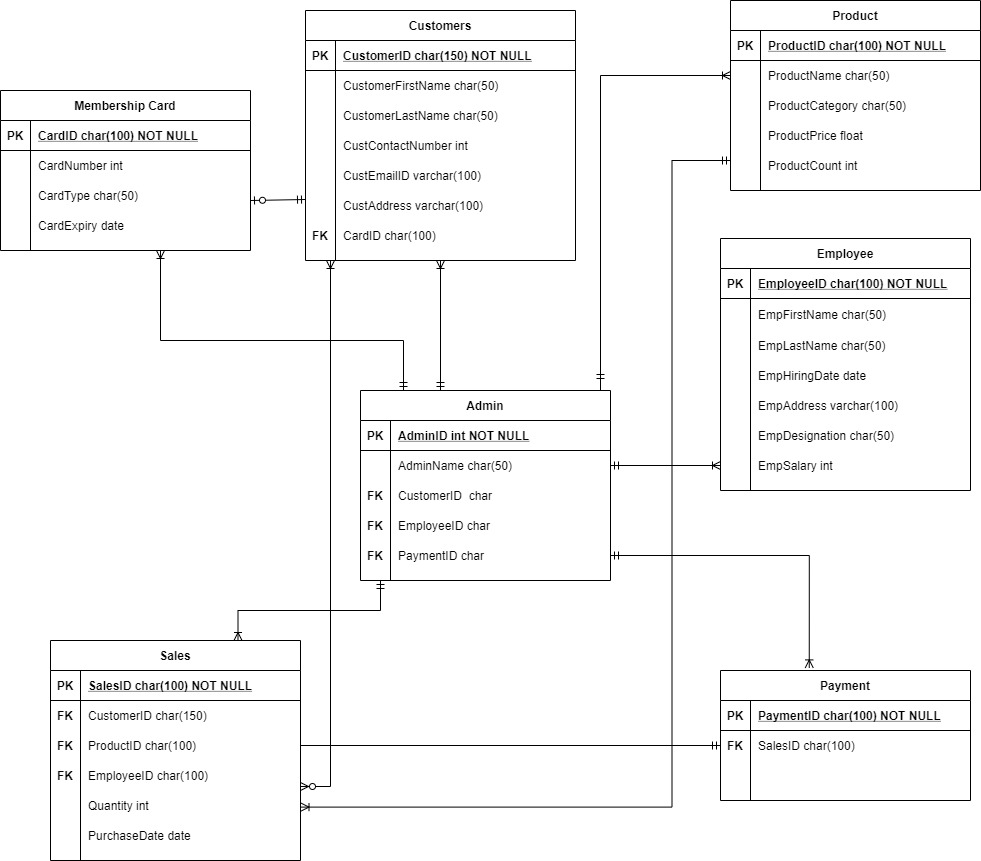 Customers
PK CustomerID char(150) NOT NULL
CustomerFirstName char(50)
CustomerLastName char(50)
CustContactNumber int
CustEmailID varchar(100)
CustAddress varchar(100)
FK CardID char(100)
Product
PK ProductID char(100) NOT NULL
ProductName char(50)
ProductCategory char(50)
ProductPrice float
ProductCount int
Membership Card
PK CardID char(100) NOT NULL
CardNumber int
CardType char(50)
CardExpiry date
Employee
PK EmployeeID char(100) NOT NULL
EmpFirstName char(50)
EmpLastName char(50)
EmpHiringDate date
EmpAddress varchar(100)
EmpDesignation char(50)
EmpSalary int
Admin
PK AdminID int NOT NULL
AdminName char(50)
FK CustomerID char
FK EmployeeID char
FK PaymentID char
Sales
PK SalesID char(100) NOT NULL
FK CustomerID char(150)
FK ProductID char(100)
FK EmployeeID char(100)
Quantity int
PurchaseDate date
Payment
PK PaymentID char(100) NOT NULL
FK SalesID char(100)